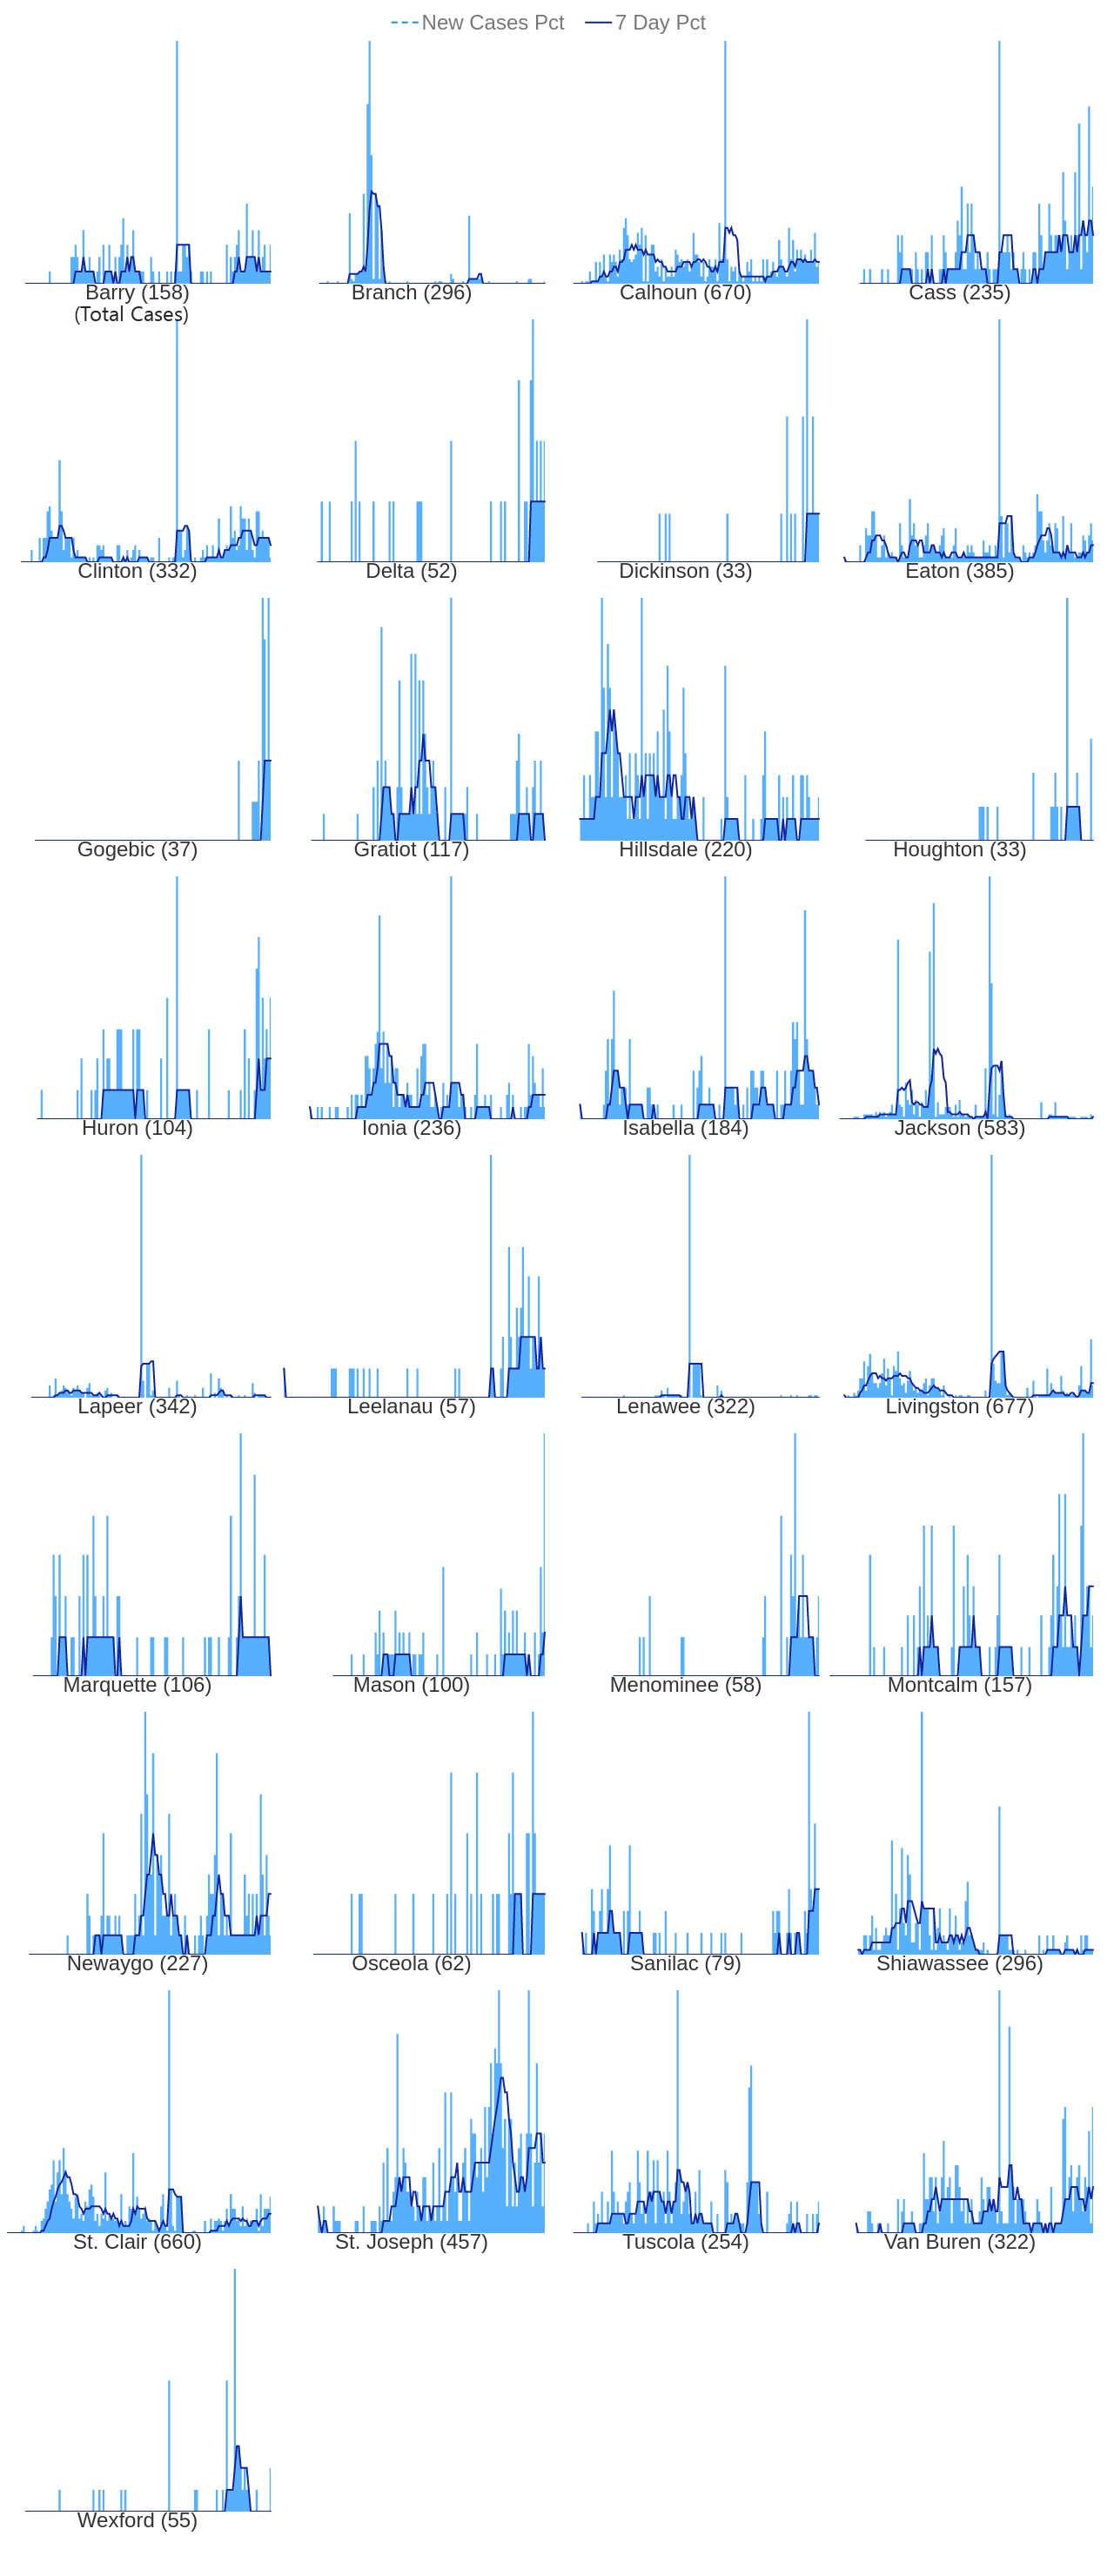 New Cases Pct 7 Day Pct
Barry (158) Branch (296) Calhoun (670) Cass (235)
(Total Cases)
Clinton (332) Delta (52) Dickinson (33) Eaton (385)
Gogebic (37) Gratiot (117) Hillsdale (220) Houghton (33)
Huron (104) Ionia (236) Isabella (184) Jackson (583)
Lapeer (342) Leelanau (57) Lenawee (322) Livingston (677)
Marquette (106) Mason (100) Menominee (58) Montcalm (157)
Newaygo (227) Osceola (62) Sanilac (79) Shiawassee (296)
St. Clair (660) St. Joseph (457) Tuscola (254) Van Buren (322)
Wexford (55)